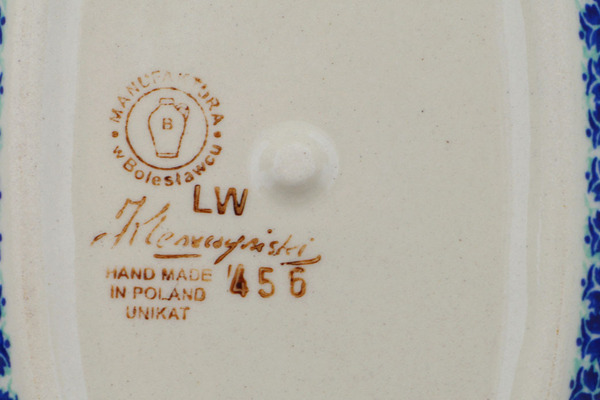 MANUFAKTURA
w Bolesławcu
B
LW
HAND MADE
IN POLAND
UNIKAT
456